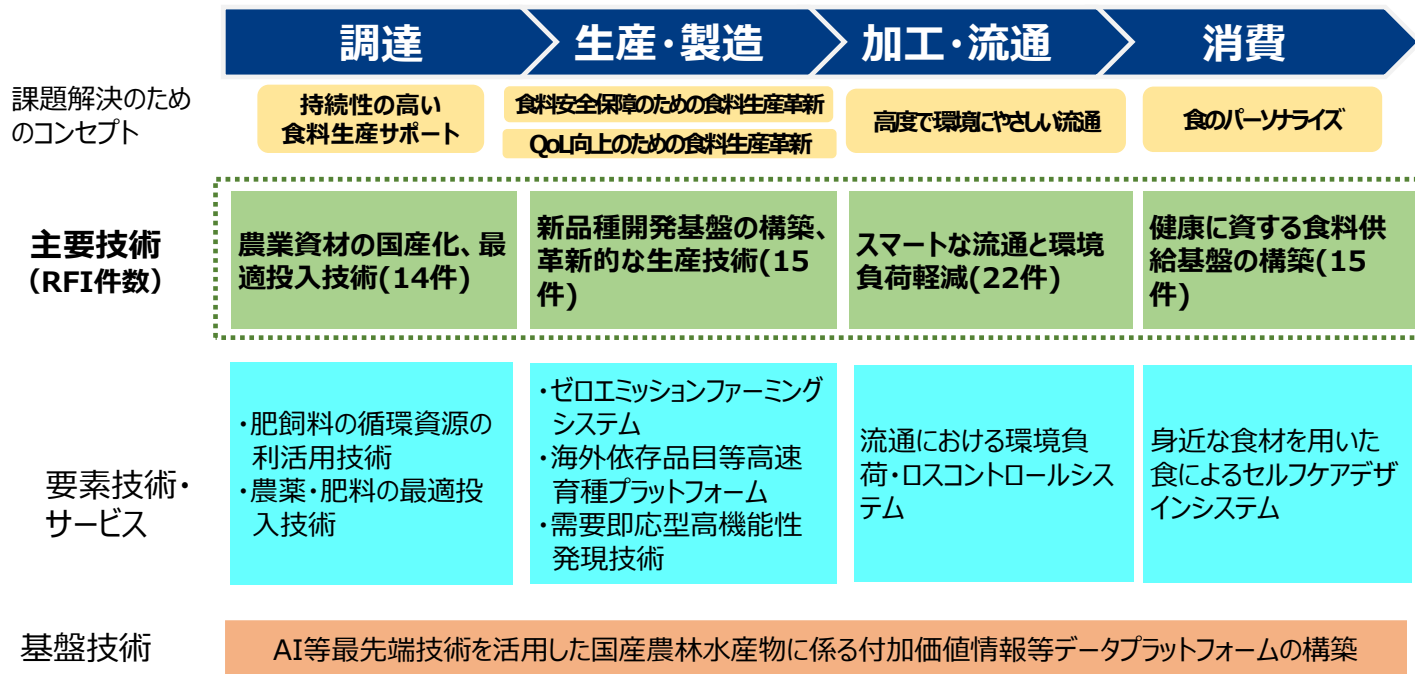 調達
生産・製造
加工・流通
消費
課題解決のため
のコンセプト
持続性の高い
食料生産サポート
食料安全保障のための食料生産革新
QoL向上のための食料生産革新
高度で環境にやさしい流通
食のパーソナライズ
主要技術
（RFI件数）
農業資材の国産化、最
適投入技術(14件)
新品種開発基盤の構築、
革新的な生産技術(15
件)
スマートな流通と環境
負荷軽減(22件)
健康に資する食料供
給基盤の構築(15
件)
要素技術・
サービス
・肥飼料の循環資源の
利活用技術
・農薬・肥料の最適投
入技術
・ゼロエミッションファーミング
システム
・海外依存品目等高速
育種プラットフォーム
・需要即応型高機能性
発現技術
流通における環境負
荷・ロスコントロールシス
テム
身近な食材を用いた
食によるセルフケアデザ
インシステム
基盤技術
AI等最先端技術を活用した国産農林水産物に係る付加価値情報等データプラットフォームの構築